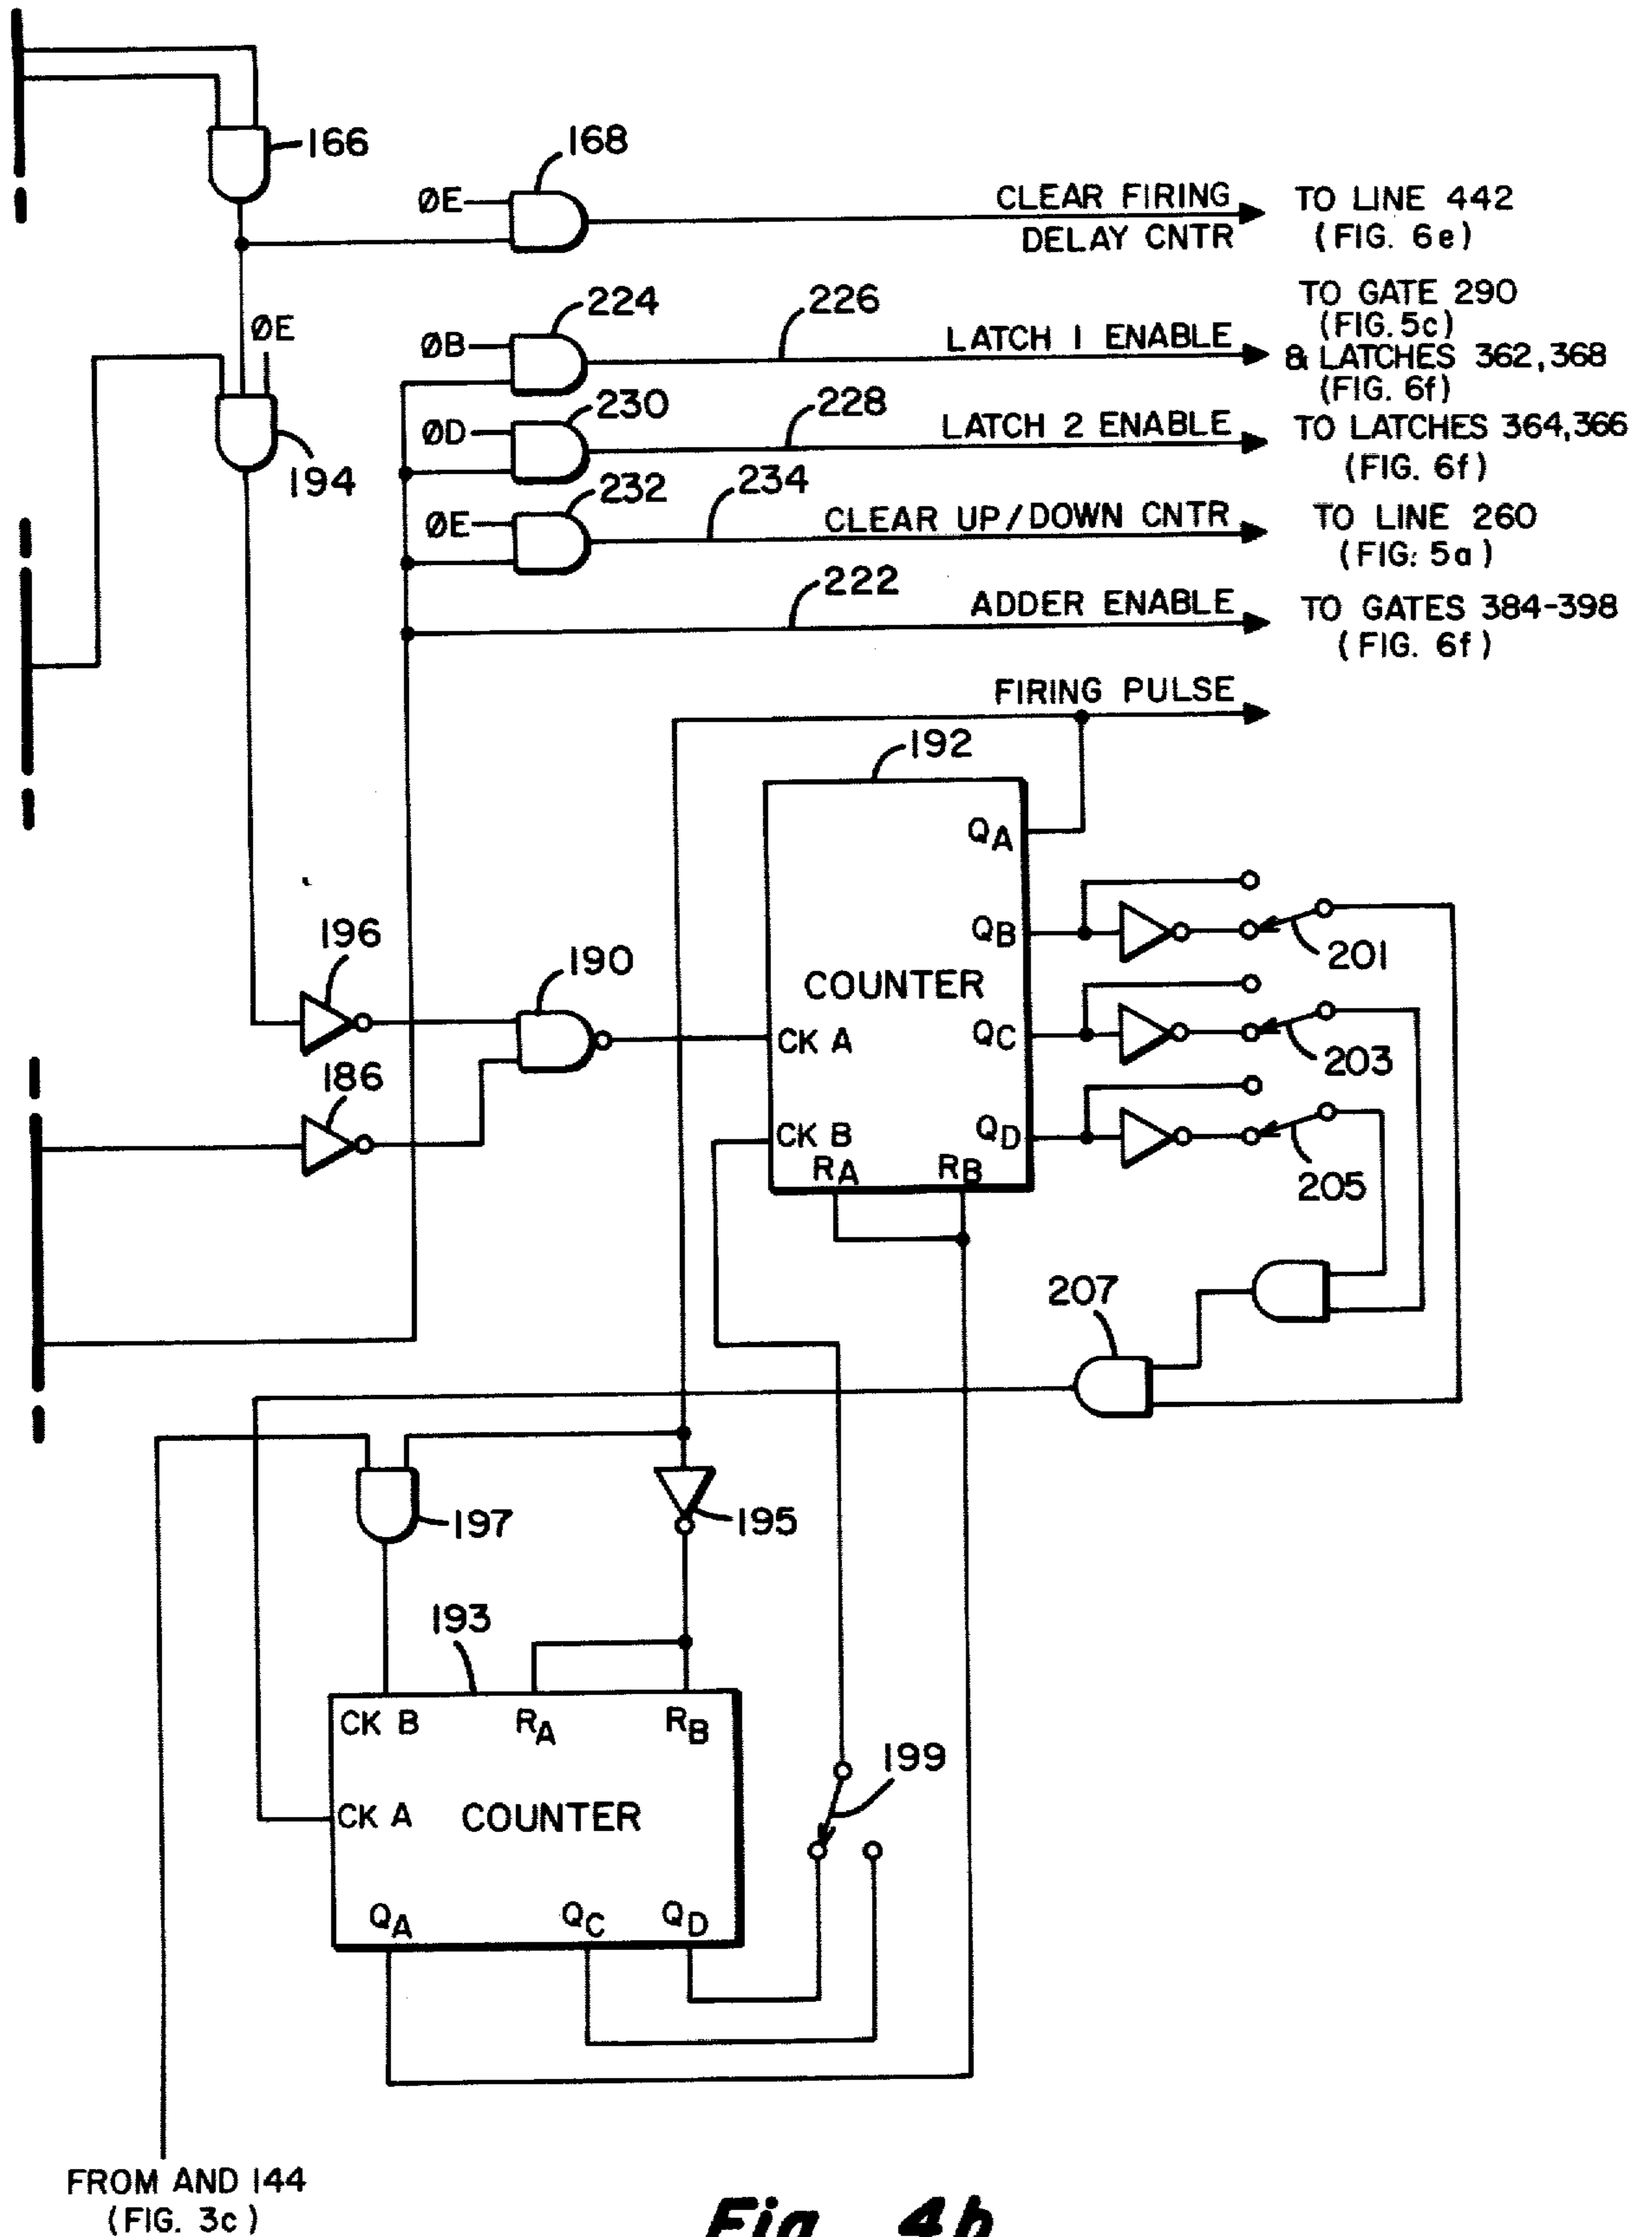 166
168
ØE
CLEAR FIRING
DELAY CNTR
TO LINE 442
(FIG. 6e)
ØE
194
224
ØB
226
LATCH 1 ENABLE
TO GATE 290
(FIG. 5c)
& LATCHES 362,368
(FIG. 6f)
230
ØD
228
LATCH 2 ENABLE
TO LATCHES 364,366
(FIG. 6f)
232
ØE
234
CLEAR UP/DOWN CNTR
TO LINE 260
(FIG. 5a)
222
ADDER ENABLE
TO GATES 384-398
(FIG. 6f)
FIRING PULSE
192
QA
QB
201
196
190
COUNTER
CK A
QC
203
186
CK B
QD
RA
RB
205
207
197
195
193
CK B
RA
RB
199
CK A
COUNTER
QA
QC
QD
FROM AND 144
(FIG. 3c)
Fig. 4b